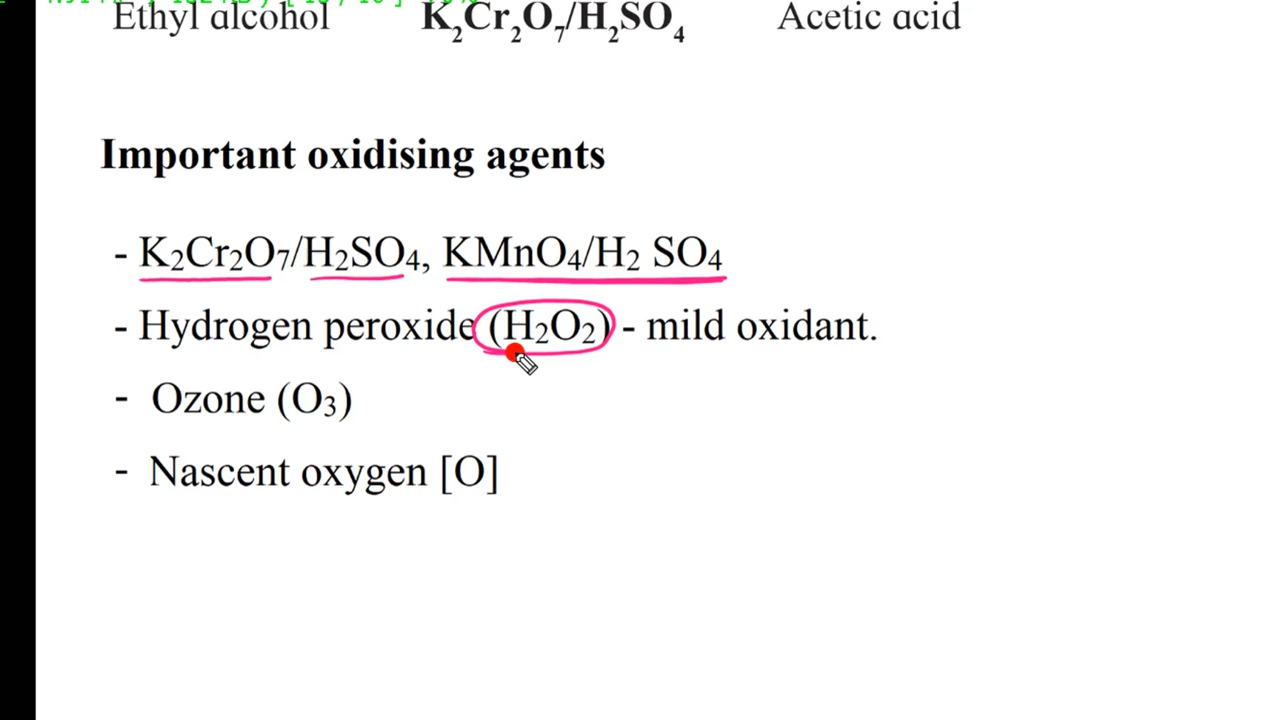 Ethyl alcohol K₂Cr₂O₇/H₂SO₄ Acetic acid
Important oxidising agents
- K₂Cr₂O₇/H₂SO₄, KMnO₄/H₂ SO₄
- Hydrogen peroxide (H₂O₂) - mild oxidant.
- Ozone (O₃)
- Nascent oxygen [O]